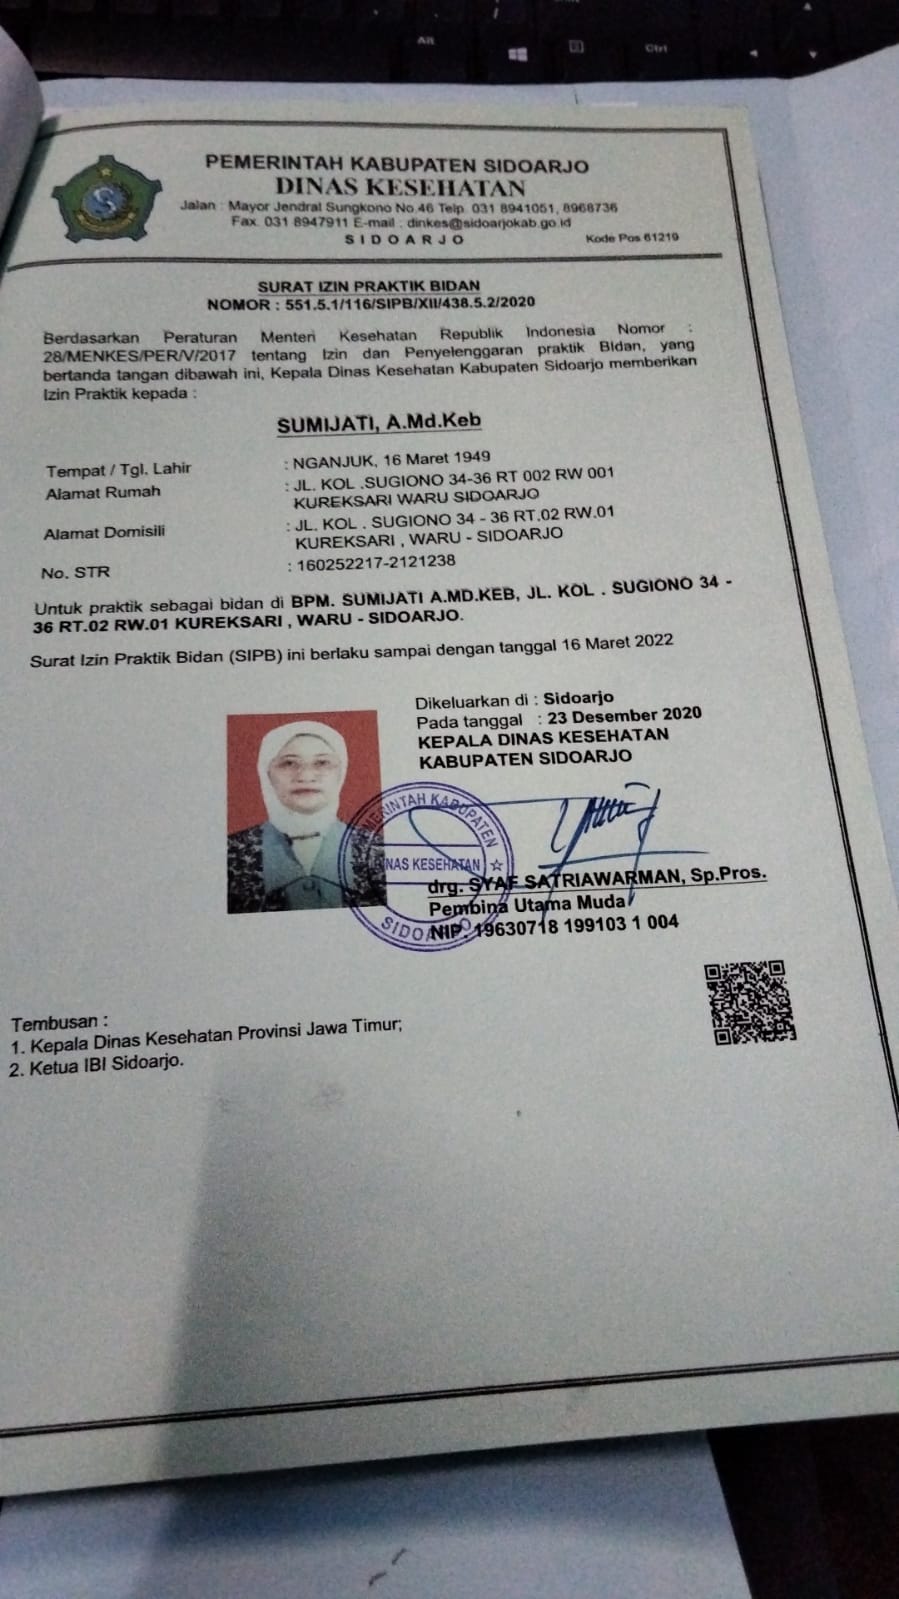 Alt
Ctrl
PEMERINTAH KABUPATEN SIDOARJO
DINAS KESEHATAN
Jalan : Mayor Jendral Sungkono No.46 Telp. 031 8941051, 8968736
Fax. 031 8947911 E-mail : dinkes@sidoarjokab.go.id
SIDOARJO
Kode Pos 61219
SURAT IZIN PRAKTIK BIDAN
NOMOR : 551.5.1/116/SIPB/XII/438.5.2/2020
Berdasarkan Peraturan Menteri Kesehatan Republik Indonesia Nomor :
28/MENKES/PER/V/2017 tentang Izin dan Penyelenggaran praktik Bidan, yang
bertanda tangan dibawah ini, Kepala Dinas Kesehatan Kabupaten Sidoarjo memberikan
Izin Praktik kepada :
SUMIJATI, A.Md.Keb
Tempat / Tgl. Lahir : NGANJUK, 16 Maret 1949
Alamat Rumah : JL. KOL .SUGIONO 34-36 RT 002 RW 001
KUREKSARI WARU SIDOARJO
Alamat Domisili : JL. KOL . SUGIONO 34 - 36 RT.02 RW.01
KUREKSARI , WARU - SIDOARJO
No. STR : 160252217-2121238
Untuk praktik sebagai bidan di BPM. SUMIJATI A.MD.KEB, JL. KOL . SUGIONO 34 -
36 RT.02 RW.01 KUREKSARI , WARU - SIDOARJO.
Surat Izin Praktik Bidan (SIPB) ini berlaku sampai dengan tanggal 16 Maret 2022
Dikeluarkan di : Sidoarjo
Pada tanggal : 23 Desember 2020
KEPALA DINAS KESEHATAN
KABUPATEN SIDOARJO
PEMERINTAH KABUPATEN
DINAS KESEHATAN
SIDOARJO
drg. SYAF SATRIAWARMAN, Sp.Pros.
Pembina Utama Muda
NIP. 19630718 199103 1 004
Tembusan :
1. Kepala Dinas Kesehatan Provinsi Jawa Timur;
2. Ketua IBI Sidoarjo.